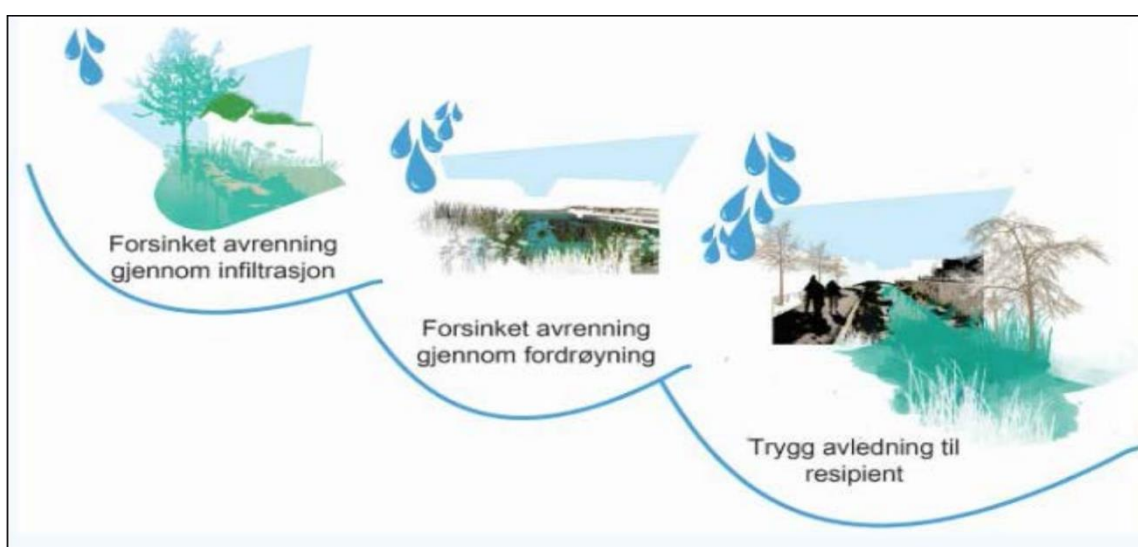 Forsinket avrenning
gjennom infiltrasjon
Forsinket avrenning
gjennom fordrøyning
Trygg avledning til
resipient